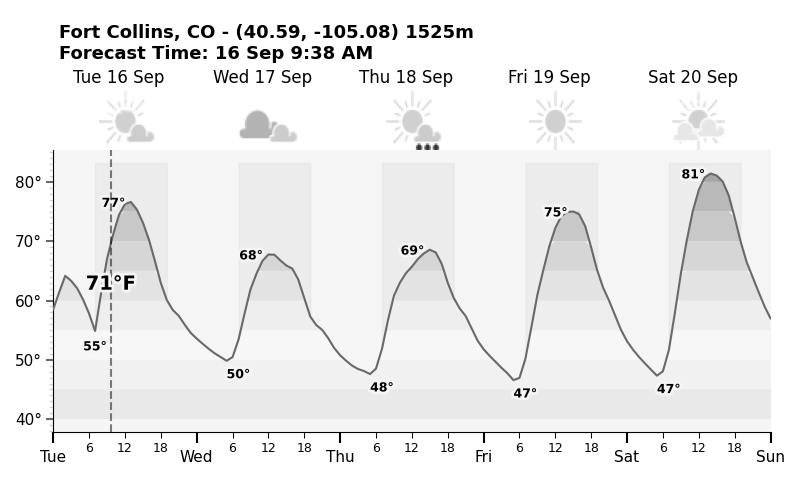 Fort Collins, CO - (40.59, -105.08) 1525m
Forecast Time: 16 Sep 9:38 AM
Tue 16 Sep Wed 17 Sep Thu 18 Sep Fri 19 Sep Sat 20 Sep
80°
70°
60°
50°
40°
77°
68°
69°
75°
81°
71°F
55°
50°
48°
47°
47°
6 12 18 6 12 18 6 12 18 6 12 18 6 12 18
Tue Wed Thu Fri Sat Sun